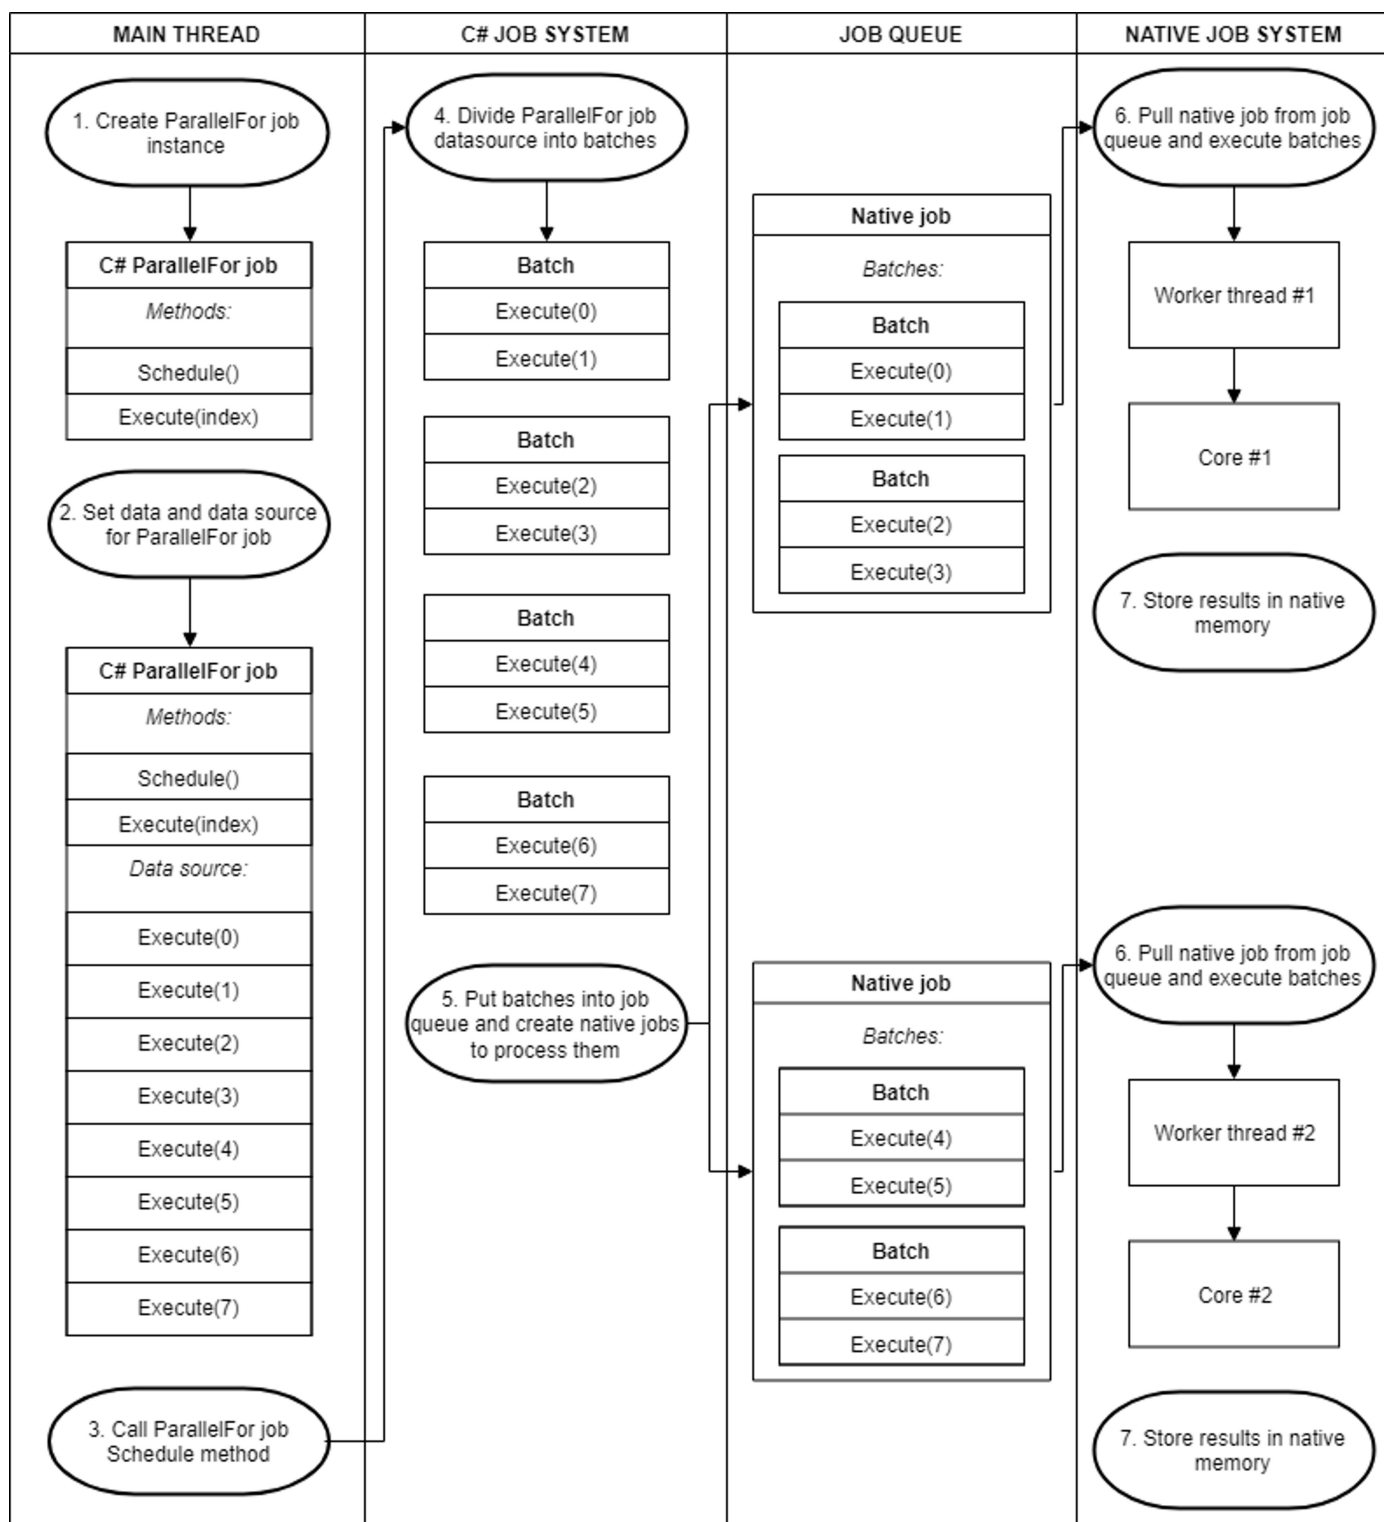 MAIN THREAD
C# JOB SYSTEM
JOB QUEUE
NATIVE JOB SYSTEM
1. Create ParallelFor job
instance
C# ParallelFor job
Methods:
Schedule()
Execute(index)
2. Set data and data source
for ParallelFor job
C# ParallelFor job
Methods:
Schedule()
Execute(index)
Data source:
Execute(0)
Execute(1)
Execute(2)
Execute(3)
Execute(4)
Execute(5)
Execute(6)
Execute(7)
3. Call ParallelFor job
Schedule method
4. Divide ParallelFor job
datasource into batches
Batch
Execute(0)
Execute(1)
Batch
Execute(2)
Execute(3)
Batch
Execute(4)
Execute(5)
Batch
Execute(6)
Execute(7)
5. Put batches into job
queue and create native jobs
to process them
Native job
Batches:
Batch
Execute(0)
Execute(1)
Batch
Execute(2)
Execute(3)
Native job
Batches:
Batch
Execute(4)
Execute(5)
Batch
Execute(6)
Execute(7)
6. Pull native job from job
queue and execute batches
Worker thread #1
Core #1
7. Store results in native
memory
6. Pull native job from job
queue and execute batches
Worker thread #2
Core #2
7. Store results in native
memory